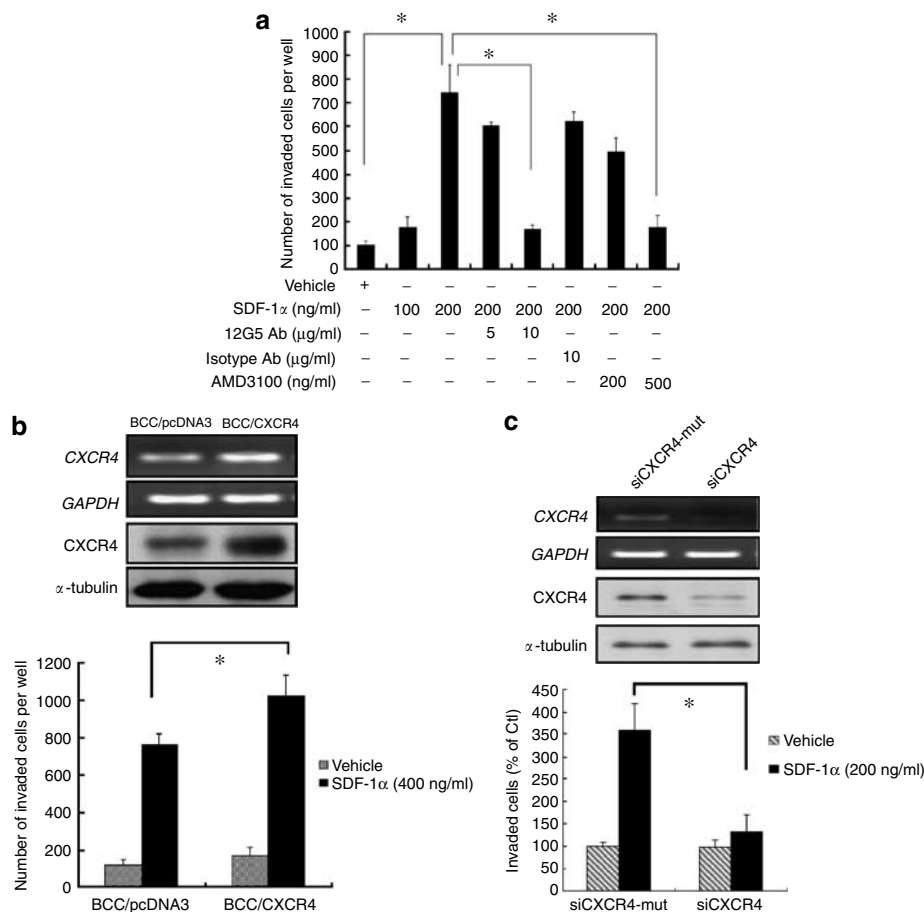 a
*
*
*
Number of invaded cells per well
1000
900
800
700
600
500
400
300
200
100
0
Vehicle + – – – – – – –
SDF-1α (ng/ml) – 100 200 200 200 200 200 200
12G5 Ab (μg/ml) – – – 5 10 – – –
Isotype Ab (μg/ml) – – – – – 10 – –
AMD3100 (ng/ml) – – – – – – 200 500
b
BCC/pcDNA3 BCC/CXCR4
CXCR4
GAPDH
CXCR4
α-tubulin
Number of invaded cells per well
1200
1000
800
600
400
200
0
*
Vehicle
SDF-1α (400 ng/ml)
BCC/pcDNA3 BCC/CXCR4
c
siCXCR4-mut siCXCR4
CXCR4
GAPDH
CXCR4
α-tubulin
Invaded cells (% of Ctl)
450
400
350
300
250
200
150
100
50
0
*
Vehicle
SDF-1α (200 ng/ml)
siCXCR4-mut siCXCR4